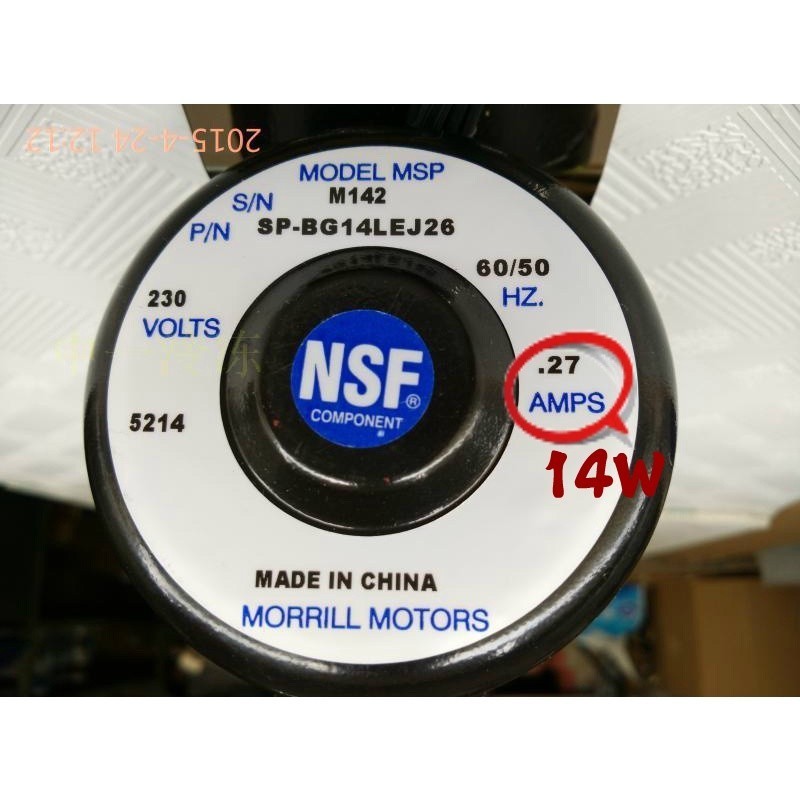 2015-4-24 12:12
MODEL MSP
S/N M142
P/N SP-BG14LEJ26
60/50
HZ.
230
VOLTS
.27
AMPS
5214
NSF®
COMPONENT
14W
MADE IN CHINA
MORRILL MOTORS